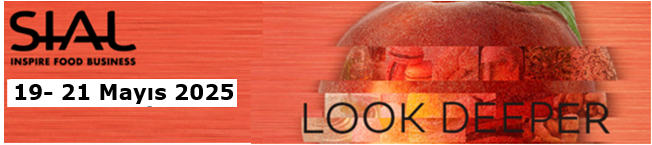 SIAL
INSPIRE FOOD BUSINESS
19- 21 Mayıs 2025
LOOK DEEPER